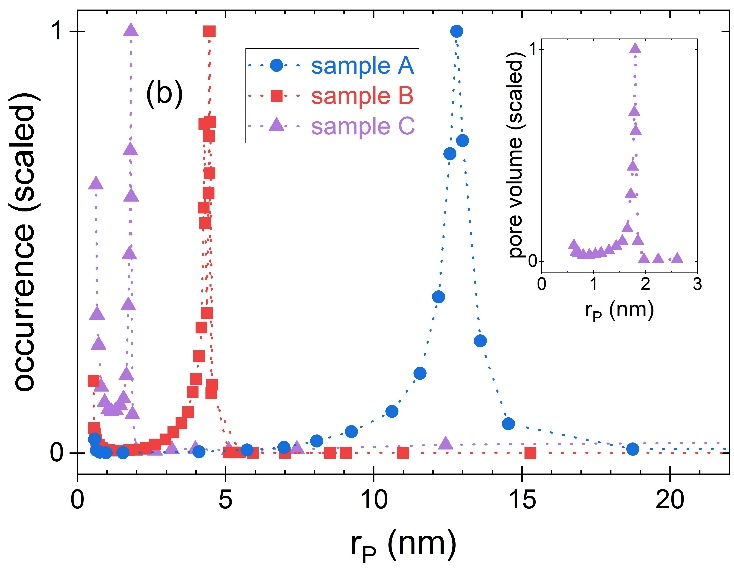 1
0
occurrence (scaled)
(b)
sample A
sample B
sample C
0 5 10 15 20
r_P (nm)
1
0
pore volume (scaled)
0 1 2 3
r_P (nm)